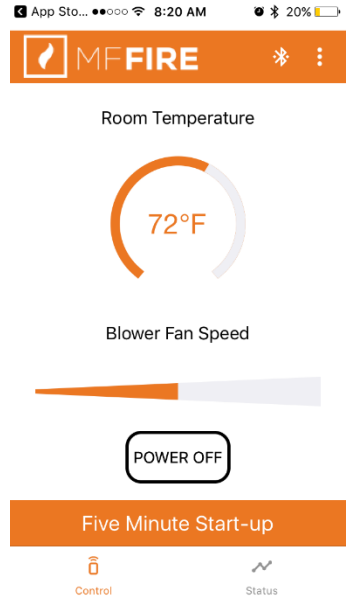 App Sto... 8:20 AM 20%
MFFIRE
Room Temperature
72°F
Blower Fan Speed
POWER OFF
Five Minute Start-up
Control Status